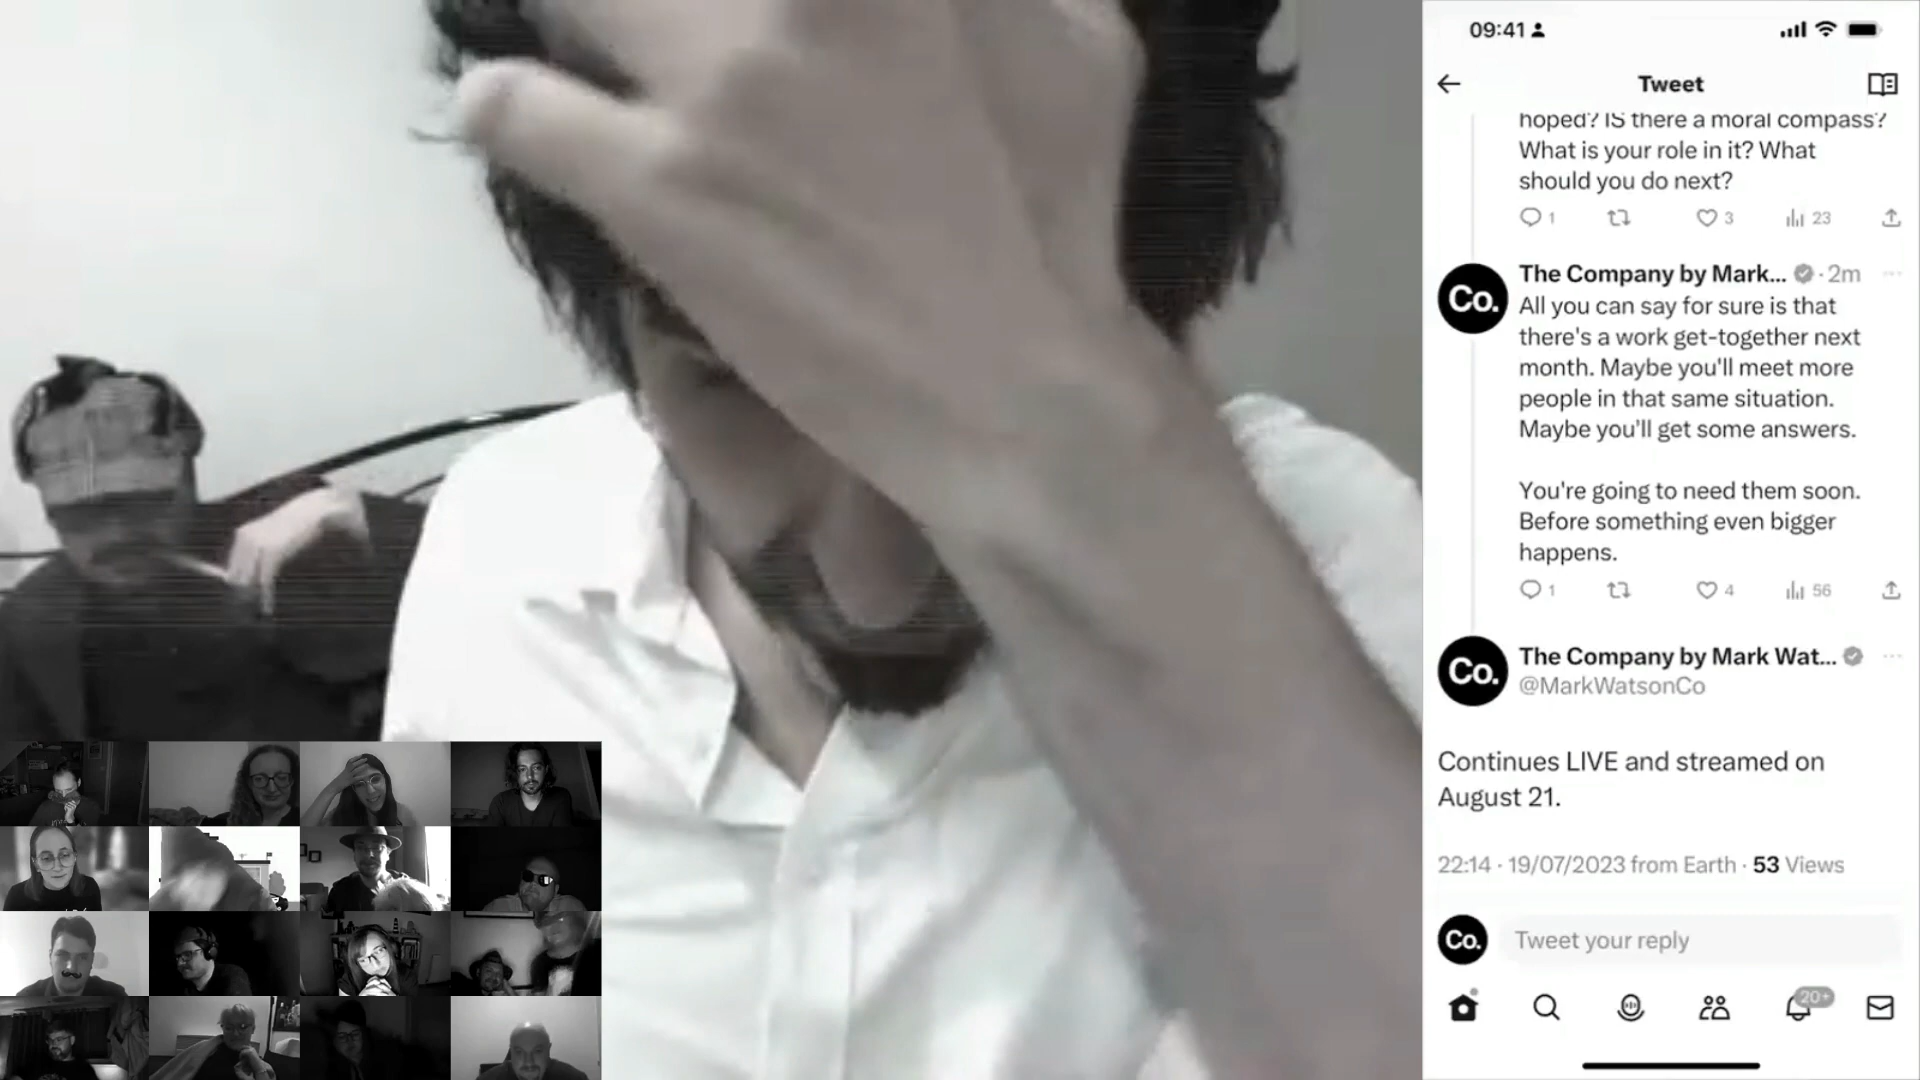 09:41
Tweet
hoped? IS there a moral compass?
What is your role in it? What
should you do next?
1 3 23
The Company by Mark... · 2m
Co.
All you can say for sure is that
there's a work get-together next
month. Maybe you'll meet more
people in that same situation.
Maybe you'll get some answers.
You're going to need them soon.
Before something even bigger
happens.
1 4 56
The Company by Mark Wat...
Co.
@MarkWatsonCo
Continues LIVE and streamed on
August 21.
22:14 · 19/07/2023 from Earth · 53 Views
Co.
Tweet your reply
20+